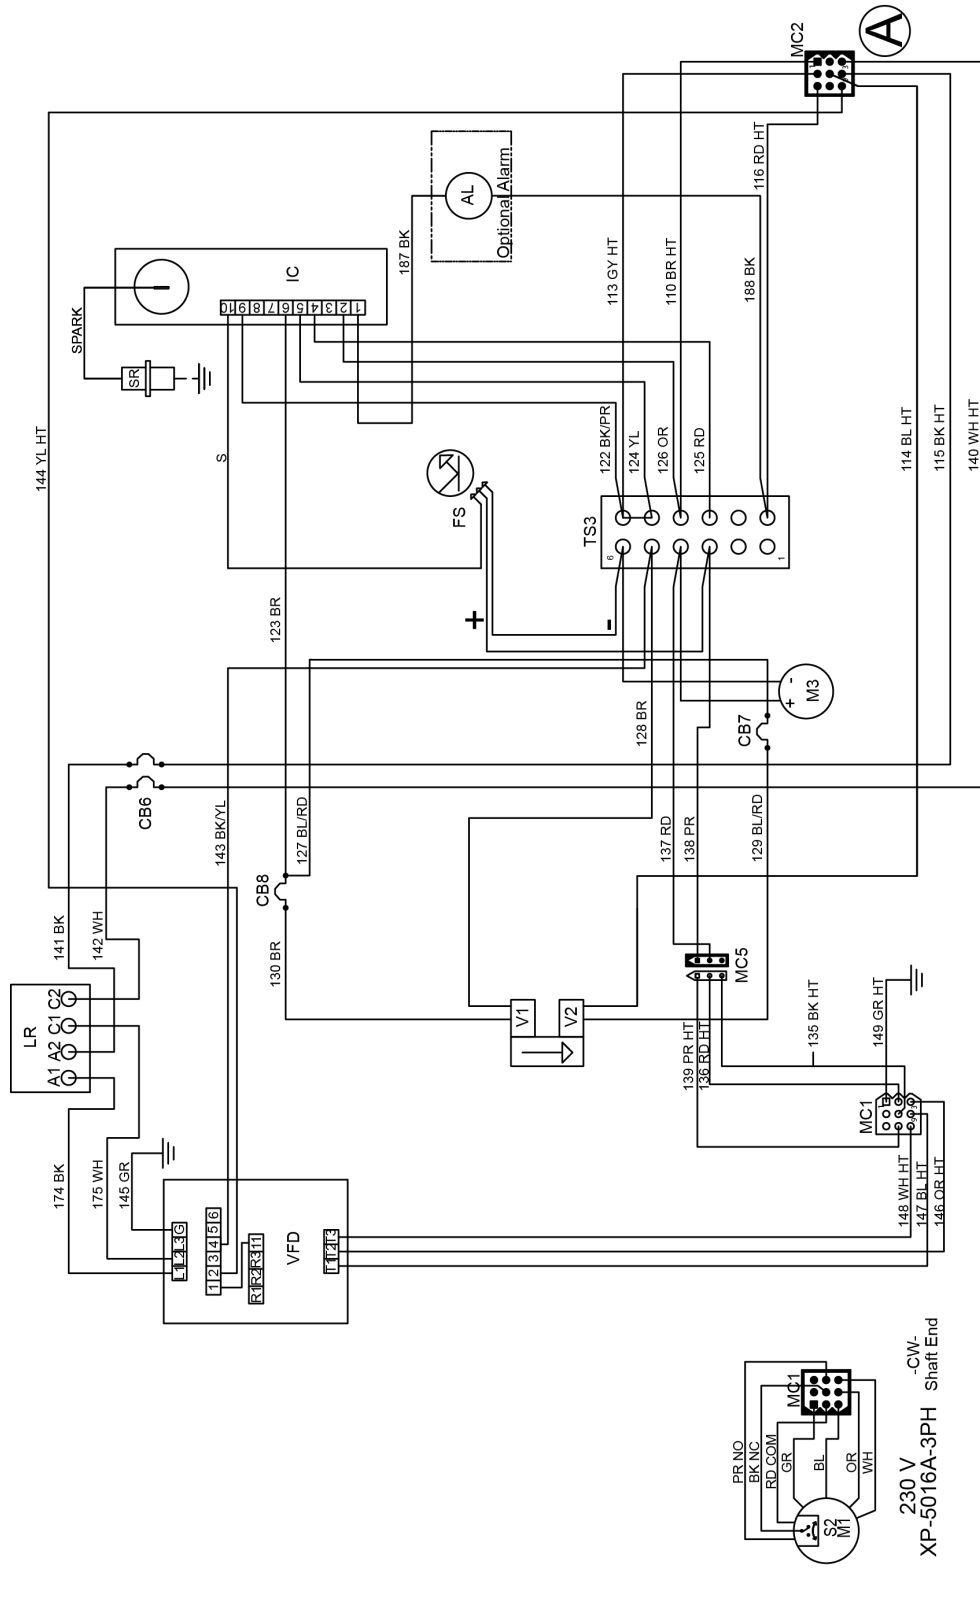 A
MC2
1
3
9
144 YL HT
SPARK
SR
IC
10 9 8 7 6 5 4 3 2 1
187 BK
AL
Optional Alarm
116 RD HT
113 GY HT
110 BR HT
188 BK
S
FS
122 BK/PR
124 YL
126 OR
125 RD
114 BL HT
115 BK HT
140 WH HT
TS3
6
1
+
-
123 BR
M3
+
-
CB7
128 BR
CB6
143 BK/YL
127 BL/RD
CB8
137 RD
138 PR
129 BL/RD
141 BK
142 WH
130 BR
LR
A1 A2 C1 C2
V1
V2
MC5
139 PR HT
136 RD HT
135 BK HT
149 GR HT
MC1
1
3
9
174 BK
175 WH
145 GR
L1 L2 L3 G
1 2 3 4 5 6
R1 R2 R3 11
VFD
T1 T2 T3
148 WH HT
147 BL HT
146 OR HT
MC1
PR NO
BK NC
RD COM
GR
BL
OR
WH
S2
M1
230 V
XP-5016A-3PH
-CW-
Shaft End